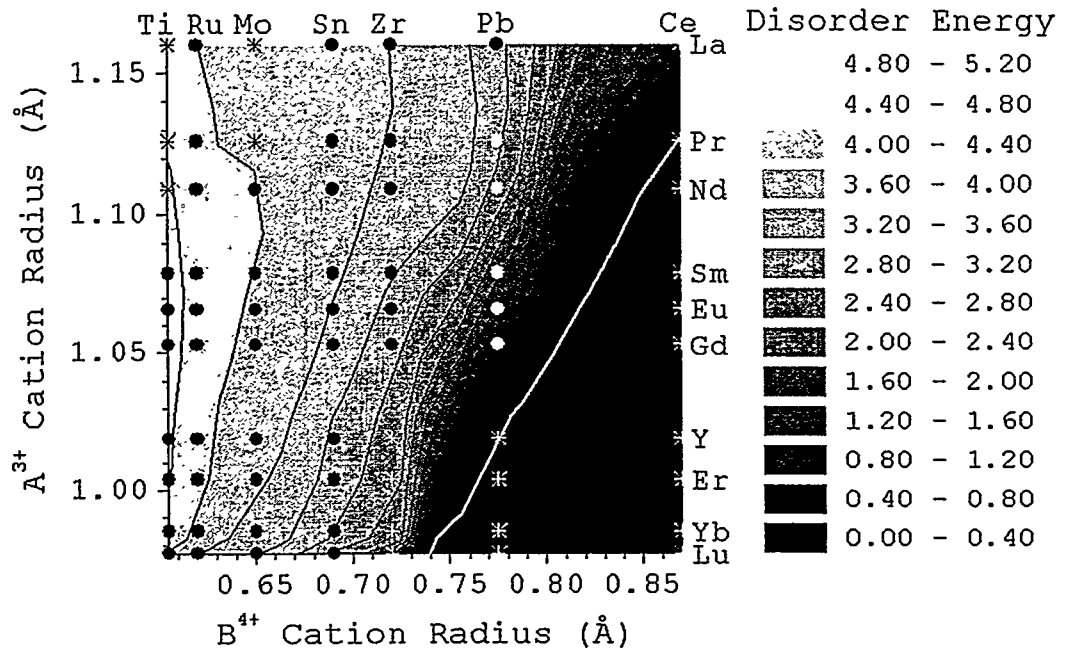 Ti Ru Mo Sn Zr Pb Ce
Disorder Energy
La
Pr
Nd
Sm
Eu
Gd
Y
Er
Yb
Lu
4.80 - 5.20
4.40 - 4.80
4.00 - 4.40
3.60 - 4.00
3.20 - 3.60
2.80 - 3.20
2.40 - 2.80
2.00 - 2.40
1.60 - 2.00
1.20 - 1.60
0.80 - 1.20
0.40 - 0.80
0.00 - 0.40
1.15
1.10
1.05
1.00
A3+ Cation Radius (Å)
0.65 0.70 0.75 0.80 0.85
B4+ Cation Radius (Å)